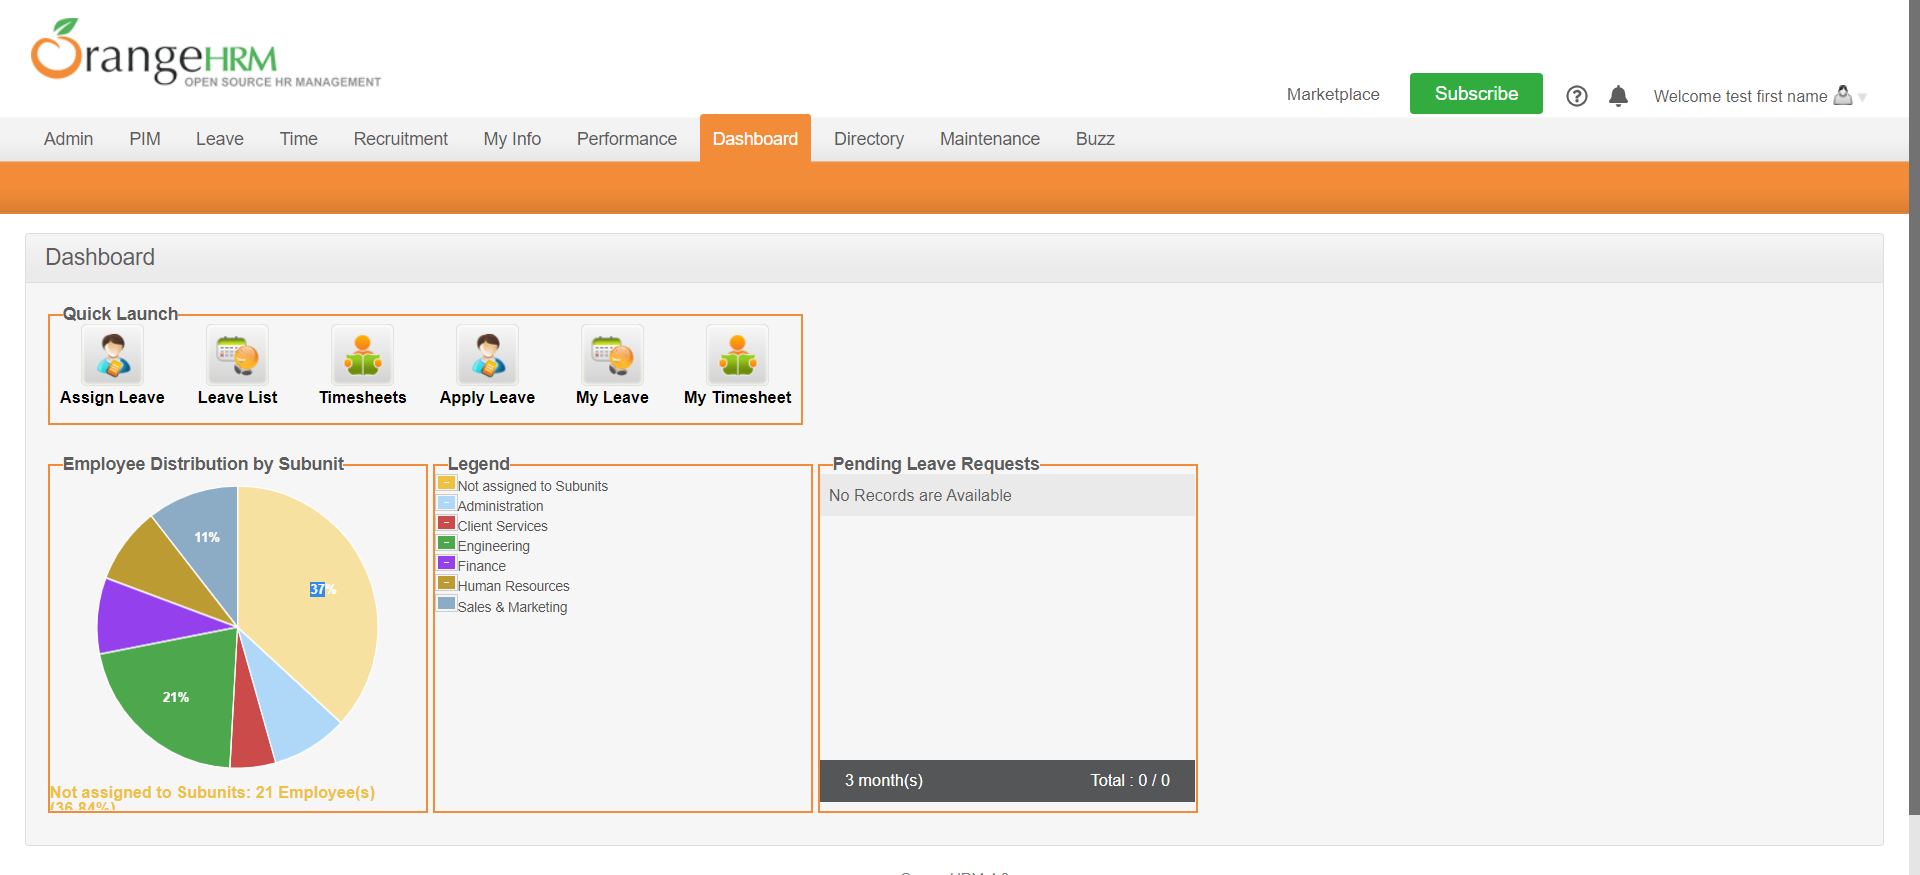 OrangeHRM
OPEN SOURCE HR MANAGEMENT
Marketplace
Subscribe
Welcome test first name
Admin PIM Leave Time Recruitment My Info Performance Dashboard Directory Maintenance Buzz
Dashboard
Quick Launch
Assign Leave Leave List Timesheets Apply Leave My Leave My Timesheet
Employee Distribution by Subunit
11%
37%
21%
Not assigned to Subunits: 21 Employee(s)
(36.84%)
Legend
Not assigned to Subunits
Administration
Client Services
Engineering
Finance
Human Resources
Sales & Marketing
Pending Leave Requests
No Records are Available
3 month(s) Total : 0 / 0